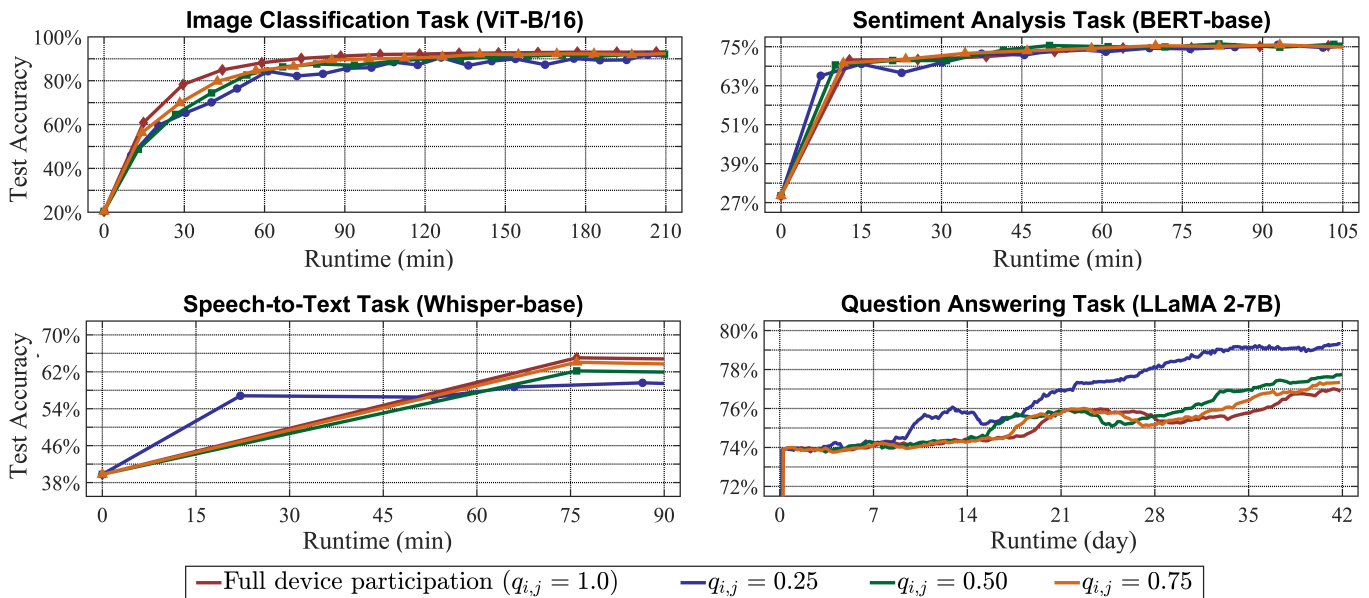 Image Classification Task (ViT-B/16)
Test Accuracy
100%
80%
60%
40%
20%
0 30 60 90 120 150 180 210
Runtime (min)
Sentiment Analysis Task (BERT-base)
75%
63%
51%
39%
27%
0 15 30 45 60 75 90 105
Runtime (min)
Speech-to-Text Task (Whisper-base)
Test Accuracy
70%
62%
54%
46%
38%
0 15 30 45 60 75 90
Runtime (min)
Question Answering Task (LLaMA 2-7B)
80%
78%
76%
74%
72%
0 7 14 21 28 35 42
Runtime (day)
Full device participation (q_{i,j} = 1.0) q_{i,j} = 0.25 q_{i,j} = 0.50 q_{i,j} = 0.75